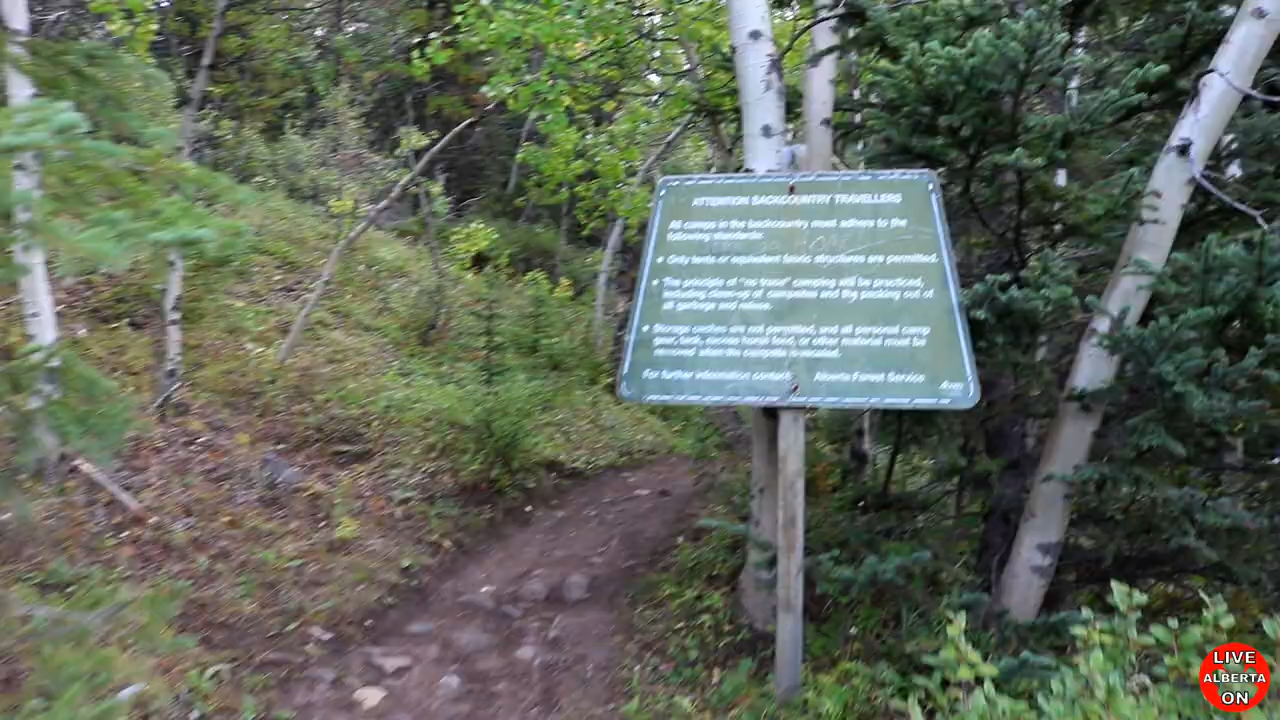 ATTENTION BACKCOUNTRY TRAVELLERS
All camps in the backcountry must adhere to the
following standards:
• Only tents or equivalent fabric structures are permitted.
• The principle of "no trace" camping will be practiced,
including clean-up of campsites and the packing out of
all garbage and refuse.
• Storage caches are not permitted, and all personal camp
gear, tack, excess horse feed, or other material must be
removed when the campsite is vacated.
For further information contact: Alberta Forest Service
LIVE
ALBERTA
ON